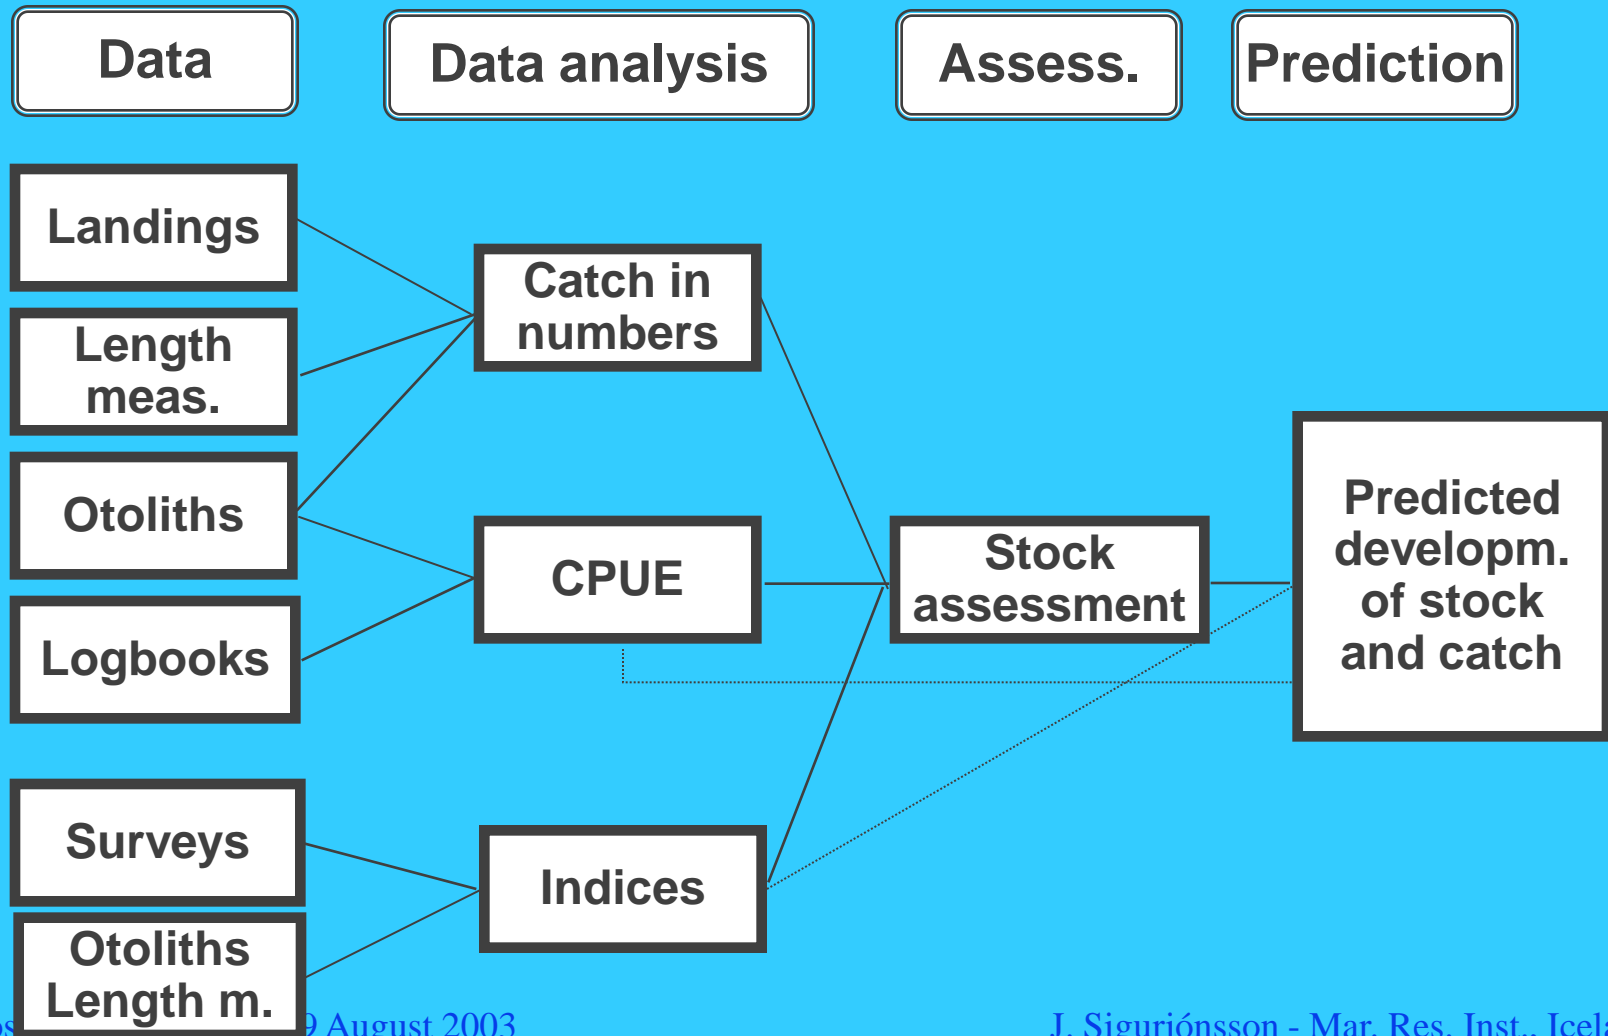 Data
Data analysis
Assess.
Prediction
Landings
Length
meas.
Otoliths
Logbooks
Surveys
Otoliths
Length m.
Catch in
numbers
CPUE
Indices
Stock
assessment
Predicted
developm.
of stock
and catch
9 August 2003
J. Sigurjónsson - Mar. Res. Inst., Icela